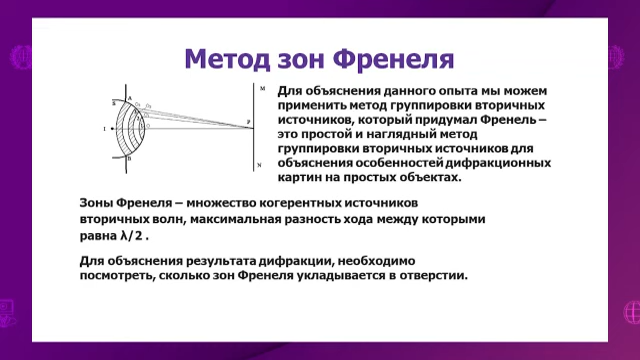 Метод зон Френеля
Для объяснения данного опыта мы можем
применить метод группировки вторичных
источников, который придумал Френель –
это простой и наглядный метод
группировки вторичных источников для
объяснения особенностей дифракционных
картин на простых объектах.
M
A
S
I
P
B
N
Зоны Френеля – множество когерентных источников
вторичных волн, максимальная разность хода между которыми
равна λ/2 .
Для объяснения результата дифракции, необходимо
посмотреть, сколько зон Френеля укладывается в отверстии.